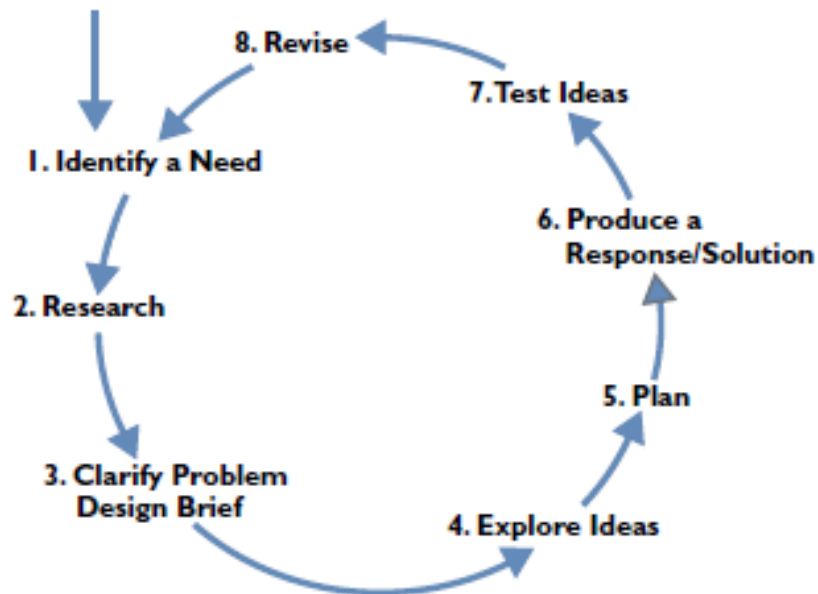 1. Identify a Need
2. Research
3. Clarify Problem
Design Brief
4. Explore Ideas
5. Plan
6. Produce a
Response/Solution
7. Test Ideas
8. Revise